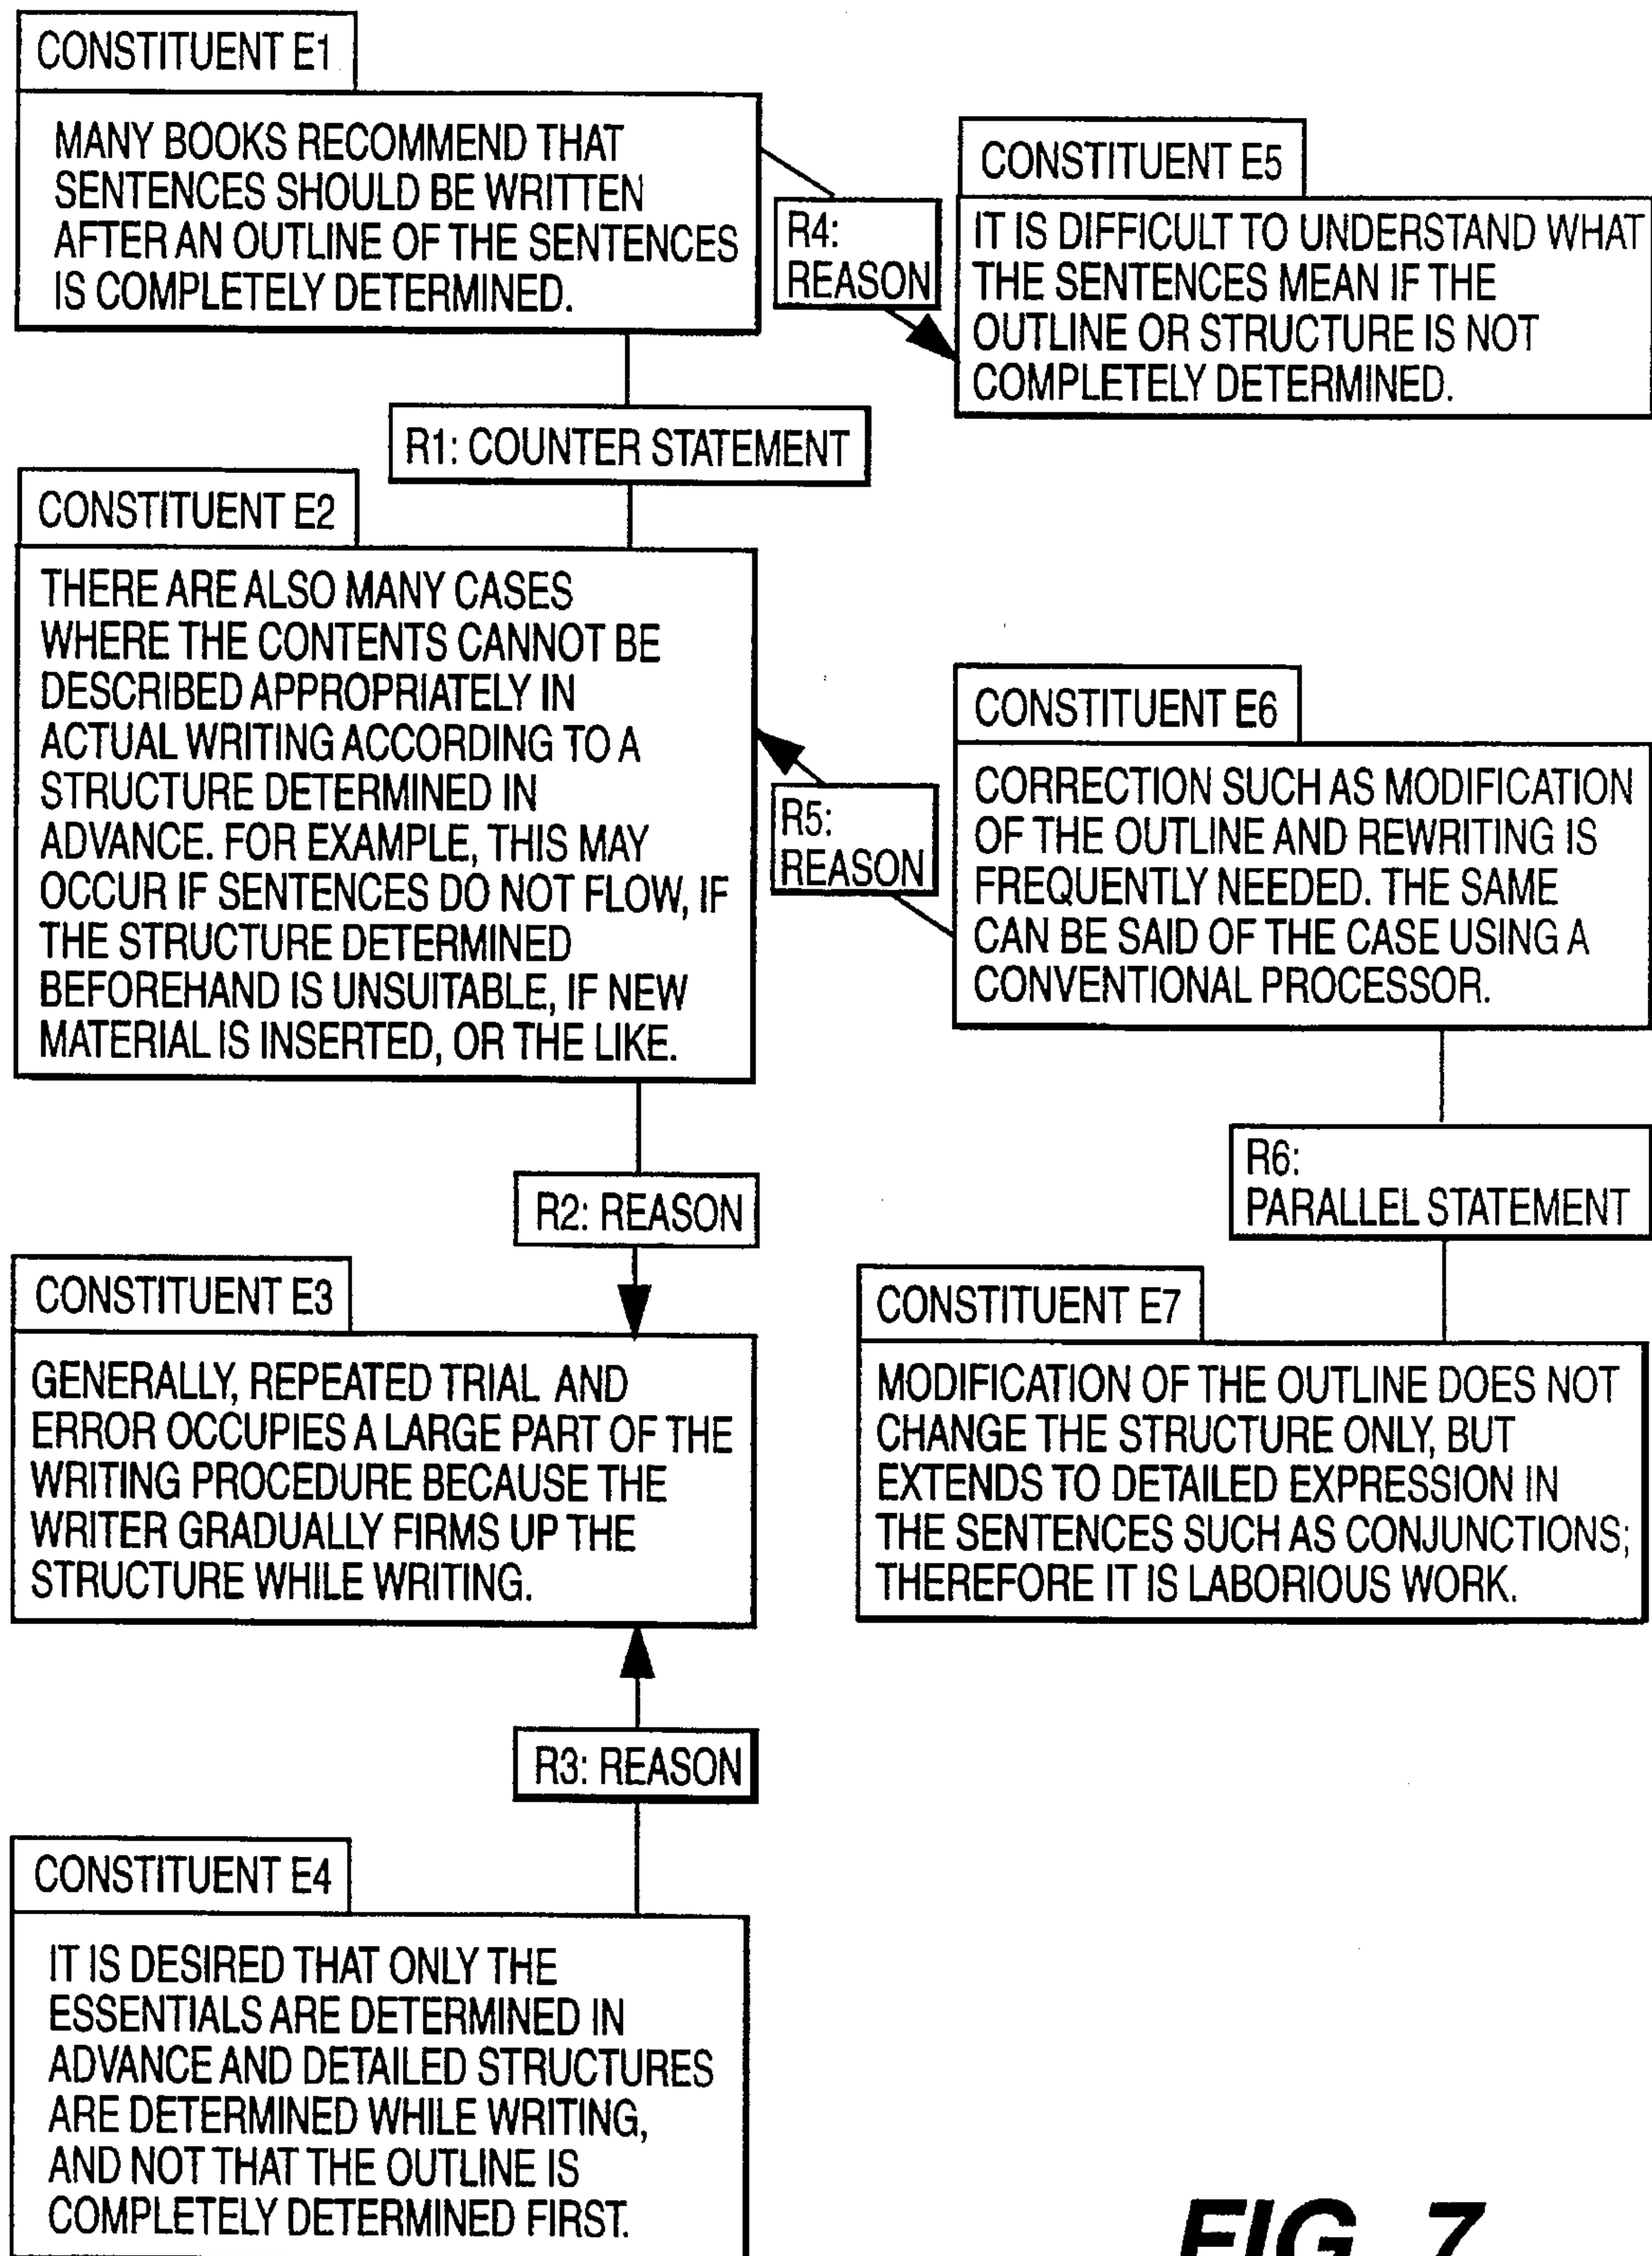 CONSTITUENT E1
MANY BOOKS RECOMMEND THAT
SENTENCES SHOULD BE WRITTEN
AFTER AN OUTLINE OF THE SENTENCES
IS COMPLETELY DETERMINED.
R4:
REASON
CONSTITUENT E5
IT IS DIFFICULT TO UNDERSTAND WHAT
THE SENTENCES MEAN IF THE
OUTLINE OR STRUCTURE IS NOT
COMPLETELY DETERMINED.
R1: COUNTER STATEMENT
CONSTITUENT E2
THERE ARE ALSO MANY CASES
WHERE THE CONTENTS CANNOT BE
DESCRIBED APPROPRIATELY IN
ACTUAL WRITING ACCORDING TO A
STRUCTURE DETERMINED IN
ADVANCE. FOR EXAMPLE, THIS MAY
OCCUR IF SENTENCES DO NOT FLOW, IF
THE STRUCTURE DETERMINED
BEFOREHAND IS UNSUITABLE, IF NEW
MATERIAL IS INSERTED, OR THE LIKE.
R5:
REASON
CONSTITUENT E6
CORRECTION SUCH AS MODIFICATION
OF THE OUTLINE AND REWRITING IS
FREQUENTLY NEEDED. THE SAME
CAN BE SAID OF THE CASE USING A
CONVENTIONAL PROCESSOR.
R6:
PARALLEL STATEMENT
R2: REASON
CONSTITUENT E3
GENERALLY, REPEATED TRIAL AND
ERROR OCCUPIES A LARGE PART OF THE
WRITING PROCEDURE BECAUSE THE
WRITER GRADUALLY FIRMS UP THE
STRUCTURE WHILE WRITING.
CONSTITUENT E7
MODIFICATION OF THE OUTLINE DOES NOT
CHANGE THE STRUCTURE ONLY, BUT
EXTENDS TO DETAILED EXPRESSION IN
THE SENTENCES SUCH AS CONJUNCTIONS;
THEREFORE IT IS LABORIOUS WORK.
R3: REASON
CONSTITUENT E4
IT IS DESIRED THAT ONLY THE
ESSENTIALS ARE DETERMINED IN
ADVANCE AND DETAILED STRUCTURES
ARE DETERMINED WHILE WRITING,
AND NOT THAT THE OUTLINE IS
COMPLETELY DETERMINED FIRST.
FIG. 7